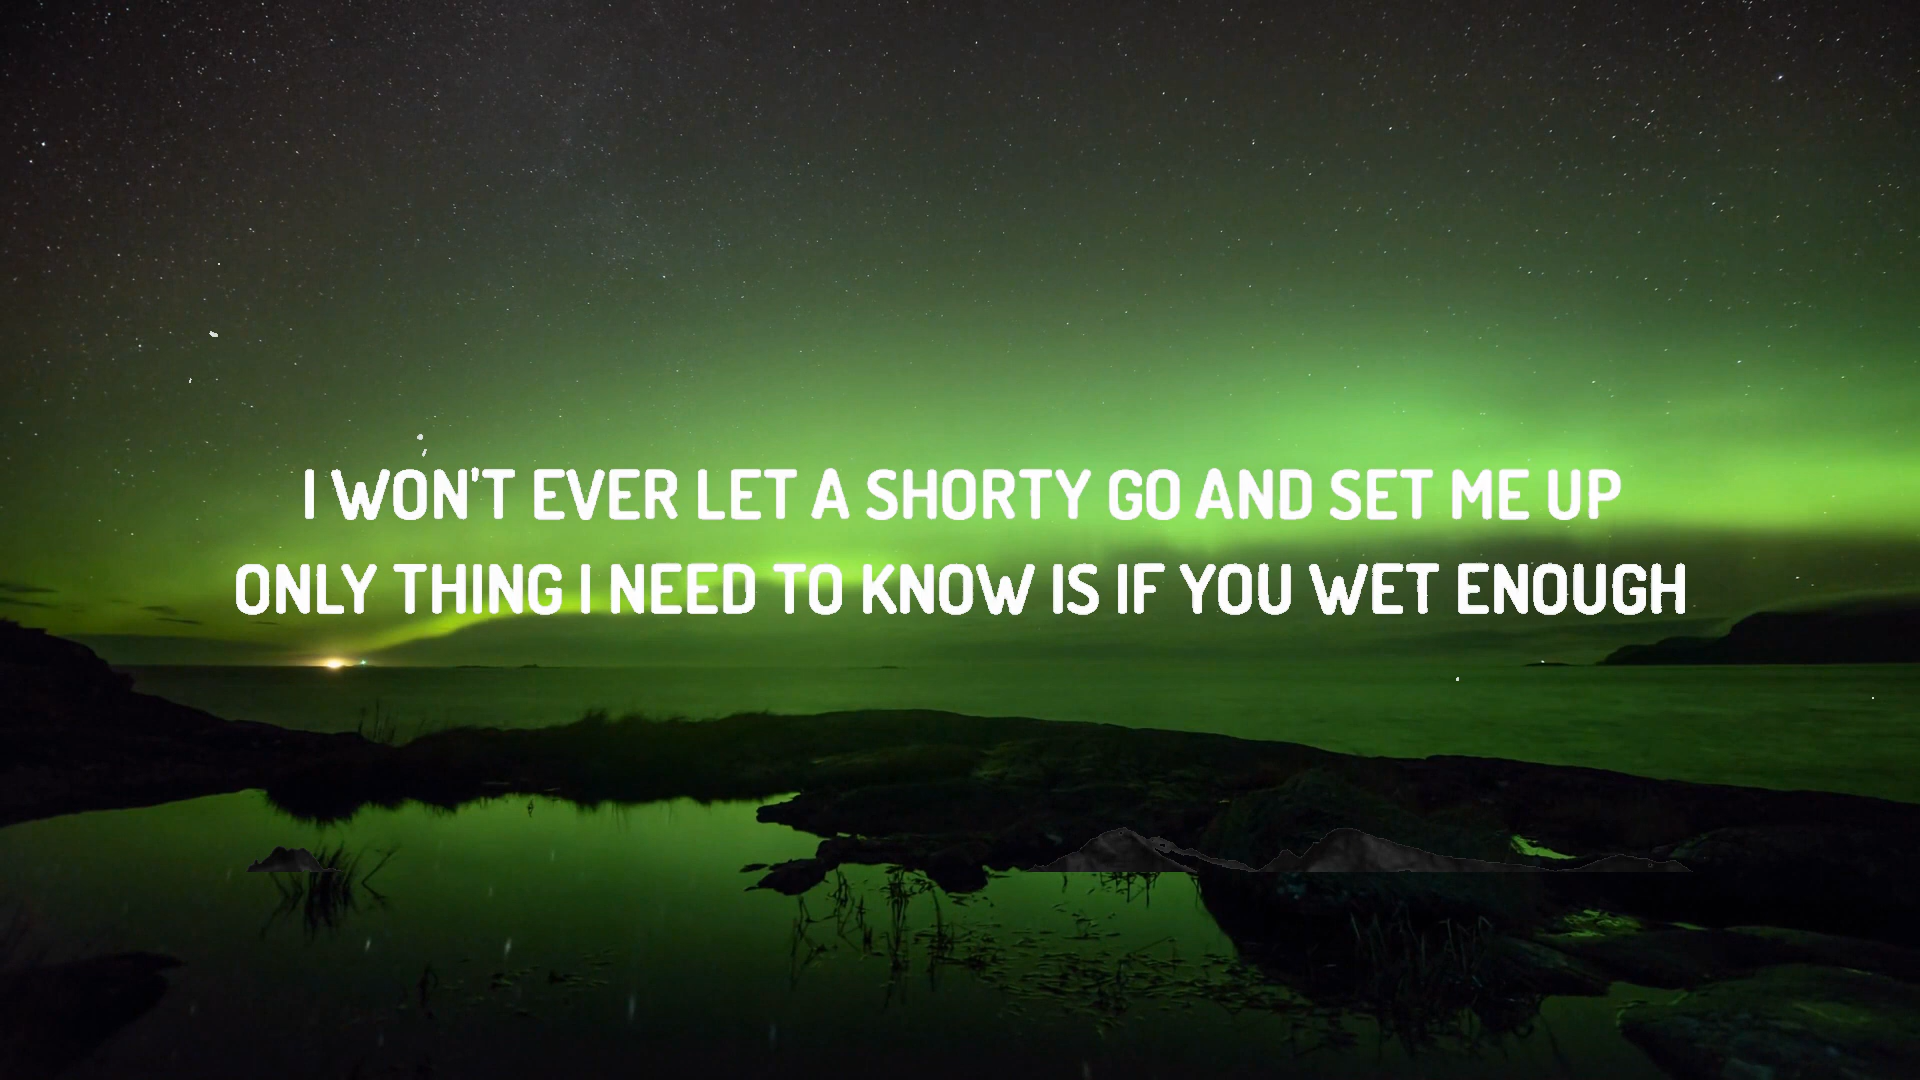 I WON'T EVER LET A SHORTY GO AND SET ME UP
ONLY THING I NEED TO KNOW IS IF YOU WET ENOUGH